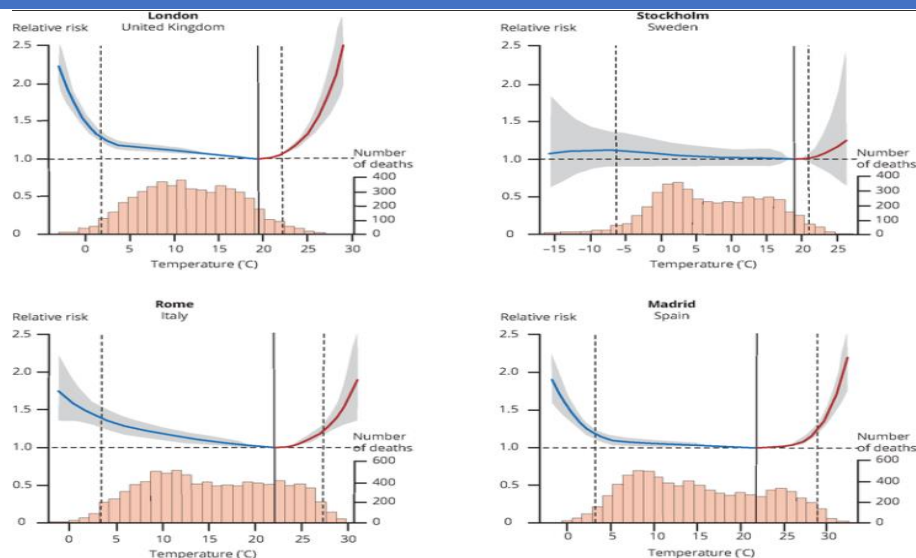 London
United Kingdom
Relative risk
2.5
2.0
1.5
1.0
0.5
0
Number
of deaths
400
300
200
100
0
0 5 10 15 20 25 30
Temperature (˚C)
Stockholm
Sweden
Relative risk
2.5
2.0
1.5
1.0
0.5
0
Number
of deaths
400
300
200
100
0
−15 −10 −5 0 5 10 15 20 25
Temperature (˚C)
Rome
Italy
Relative risk
2.5
2.0
1.5
1.0
0.5
0
Number
of deaths
600
400
200
0
0 5 10 15 20 25 30
Temperature (˚C)
Madrid
Spain
Relative risk
2.5
2.0
1.5
1.0
0.5
0
Number
of deaths
600
400
200
0
0 5 10 15 20 25 30
Temperature (˚C)